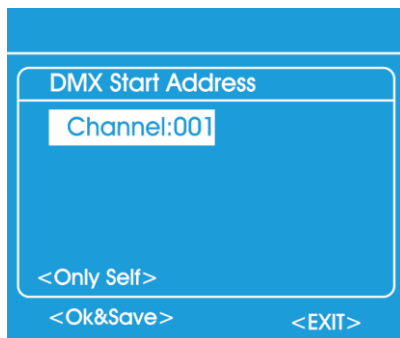 DMX Start Address
Channel:001
<Only Self>
<Ok&Save> <EXIT>